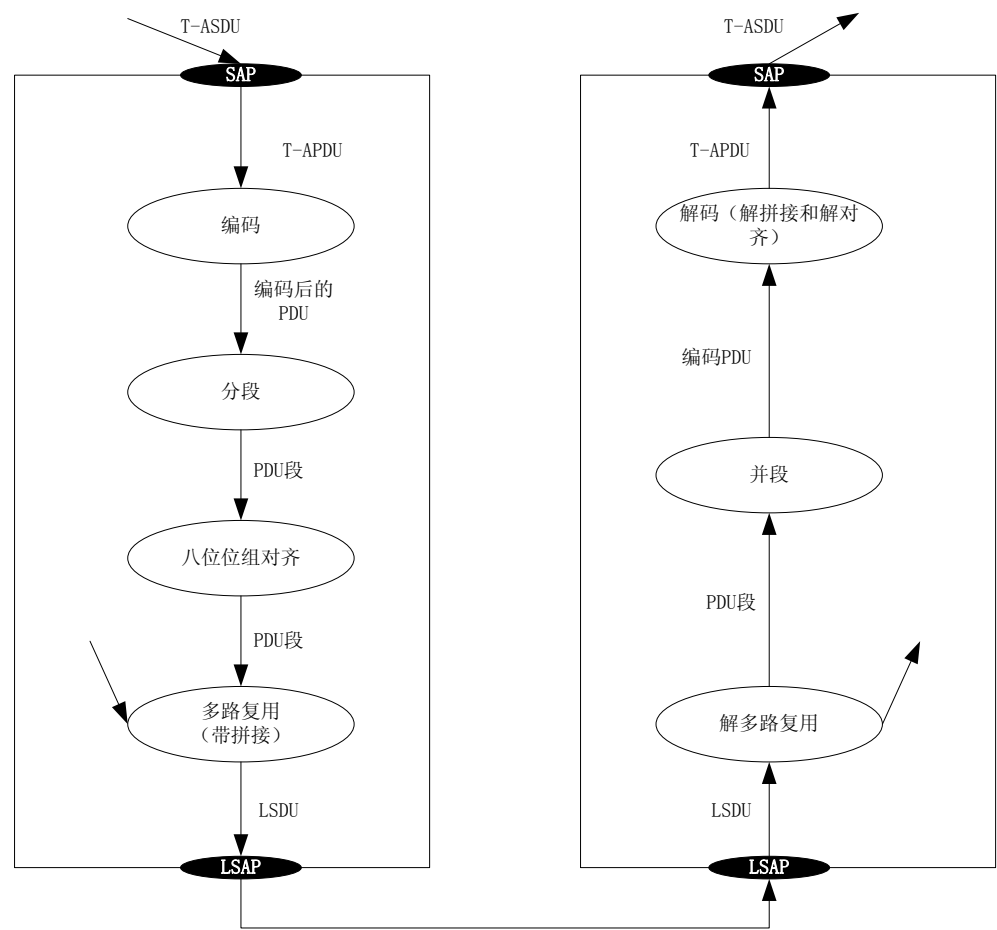 T-ASDU
SAP
T-APDU
编码
编码后的
PDU
分段
PDU段
八位位组对齐
PDU段
多路复用
（带拼接）
LSDU
LSAP
T-ASDU
SAP
T-APDU
解码（解拼接和解对
齐）
编码PDU
并段
PDU段
解多路复用
LSDU
LSAP